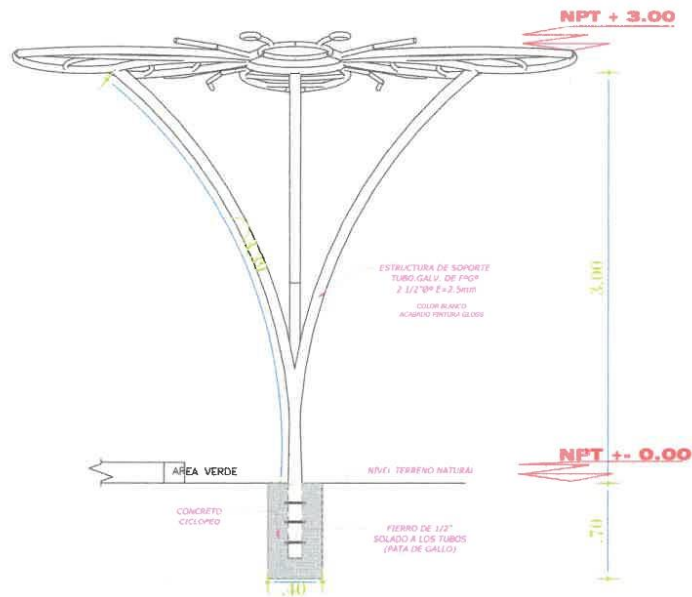 NPT + 3.00
ESTRUCTURA DE SOPORTE
TUBO.GALV. DE FºGº
2 1/2"Øº E=2.5mm
COLOR BLANCO
ACABADO PINTURA GLOSS
3.00
NPT +- 0.00
AREA VERDE
NIVEL TERRENO NATURAL
CONCRETO
CICLOPEO
FIERRO DE 1/2"
SOLADO A LOS TUBOS
(PATA DE GALLO)
.70
.40